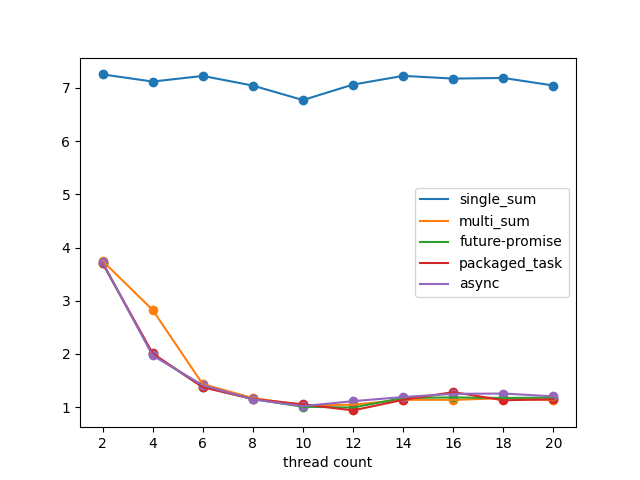 7
6
5
4
3
2
1
single_sum
multi_sum
future-promise
packaged_task
async
2 4 6 8 10 12 14 16 18 20
thread count